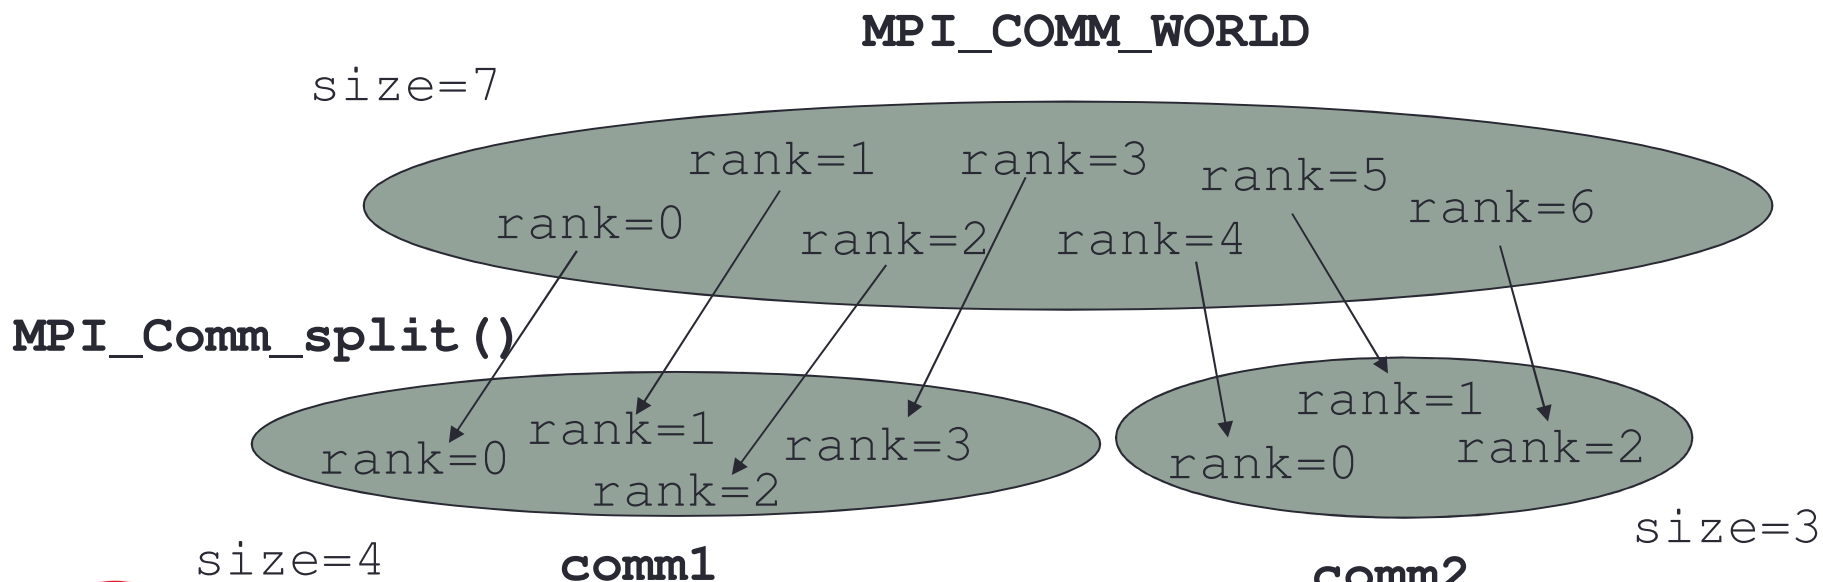 MPI_COMM_WORLD
size=7
rank=1
rank=3
rank=5
rank=6
rank=0
rank=2
rank=4
MPI_Comm_split()
rank=0
rank=1
rank=2
rank=3
rank=1
rank=0
rank=2
size=3
size=4
comm1
comm2